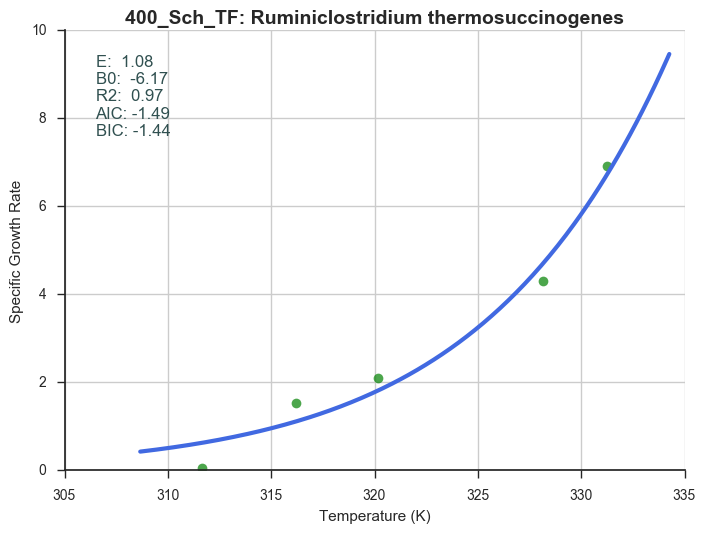 400_Sch_TF: Ruminiclostridium thermosuccinogenes
E: 1.08
B0: -6.17
R2: 0.97
AIC: -1.49
BIC: -1.44
Specific Growth Rate
10
8
6
4
2
0
305 310 315 320 325 330 335
Temperature (K)